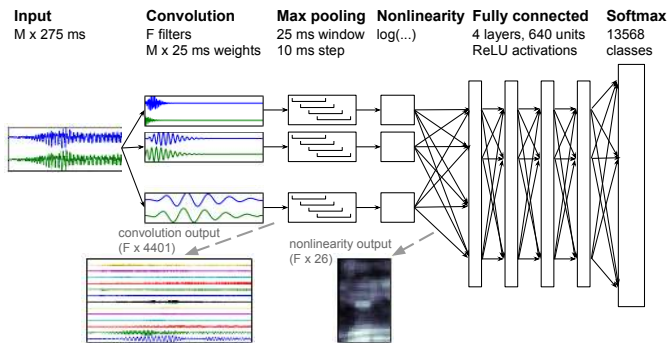 Input
M x 275 ms
Convolution
F filters
M x 25 ms weights
Max pooling
25 ms window
10 ms step
Nonlinearity
log(...)
Fully connected
4 layers, 640 units
ReLU activations
Softmax
13568
classes
convolution output
(F x 4401)
nonlinearity output
(F x 26)